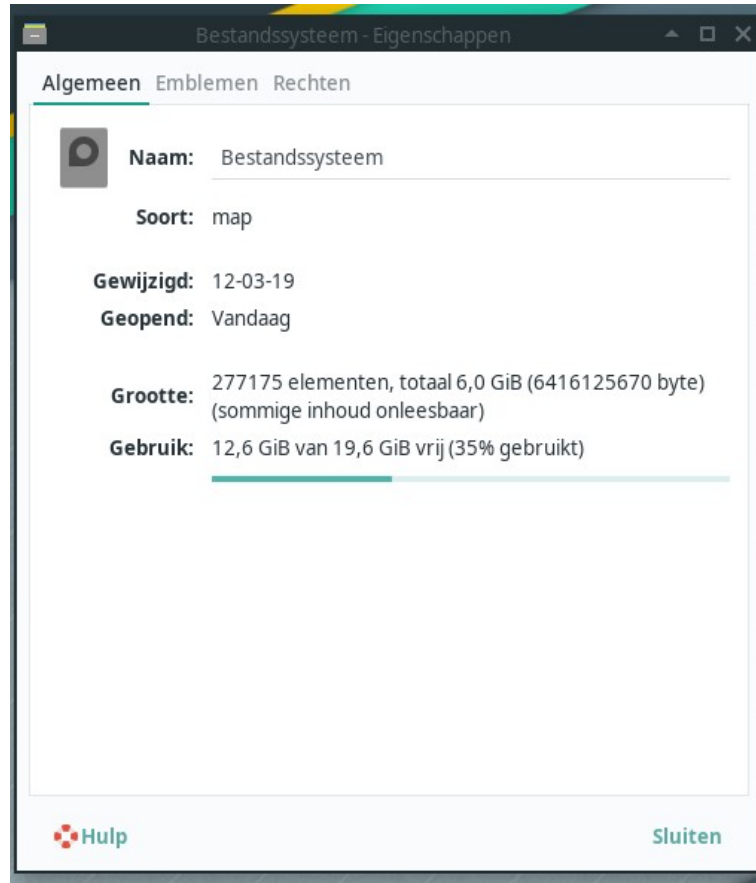 Bestandssysteem - Eigenschappen
Algemeen Emblemen Rechten
Naam: Bestandssysteem
Soort: map
Gewijzigd: 12-03-19
Geopend: Vandaag
Grootte: 277175 elementen, totaal 6,0 GiB (6416125670 byte)
(sommige inhoud onleesbaar)
Gebruik: 12,6 GiB van 19,6 GiB vrij (35% gebruikt)
Hulp Sluiten